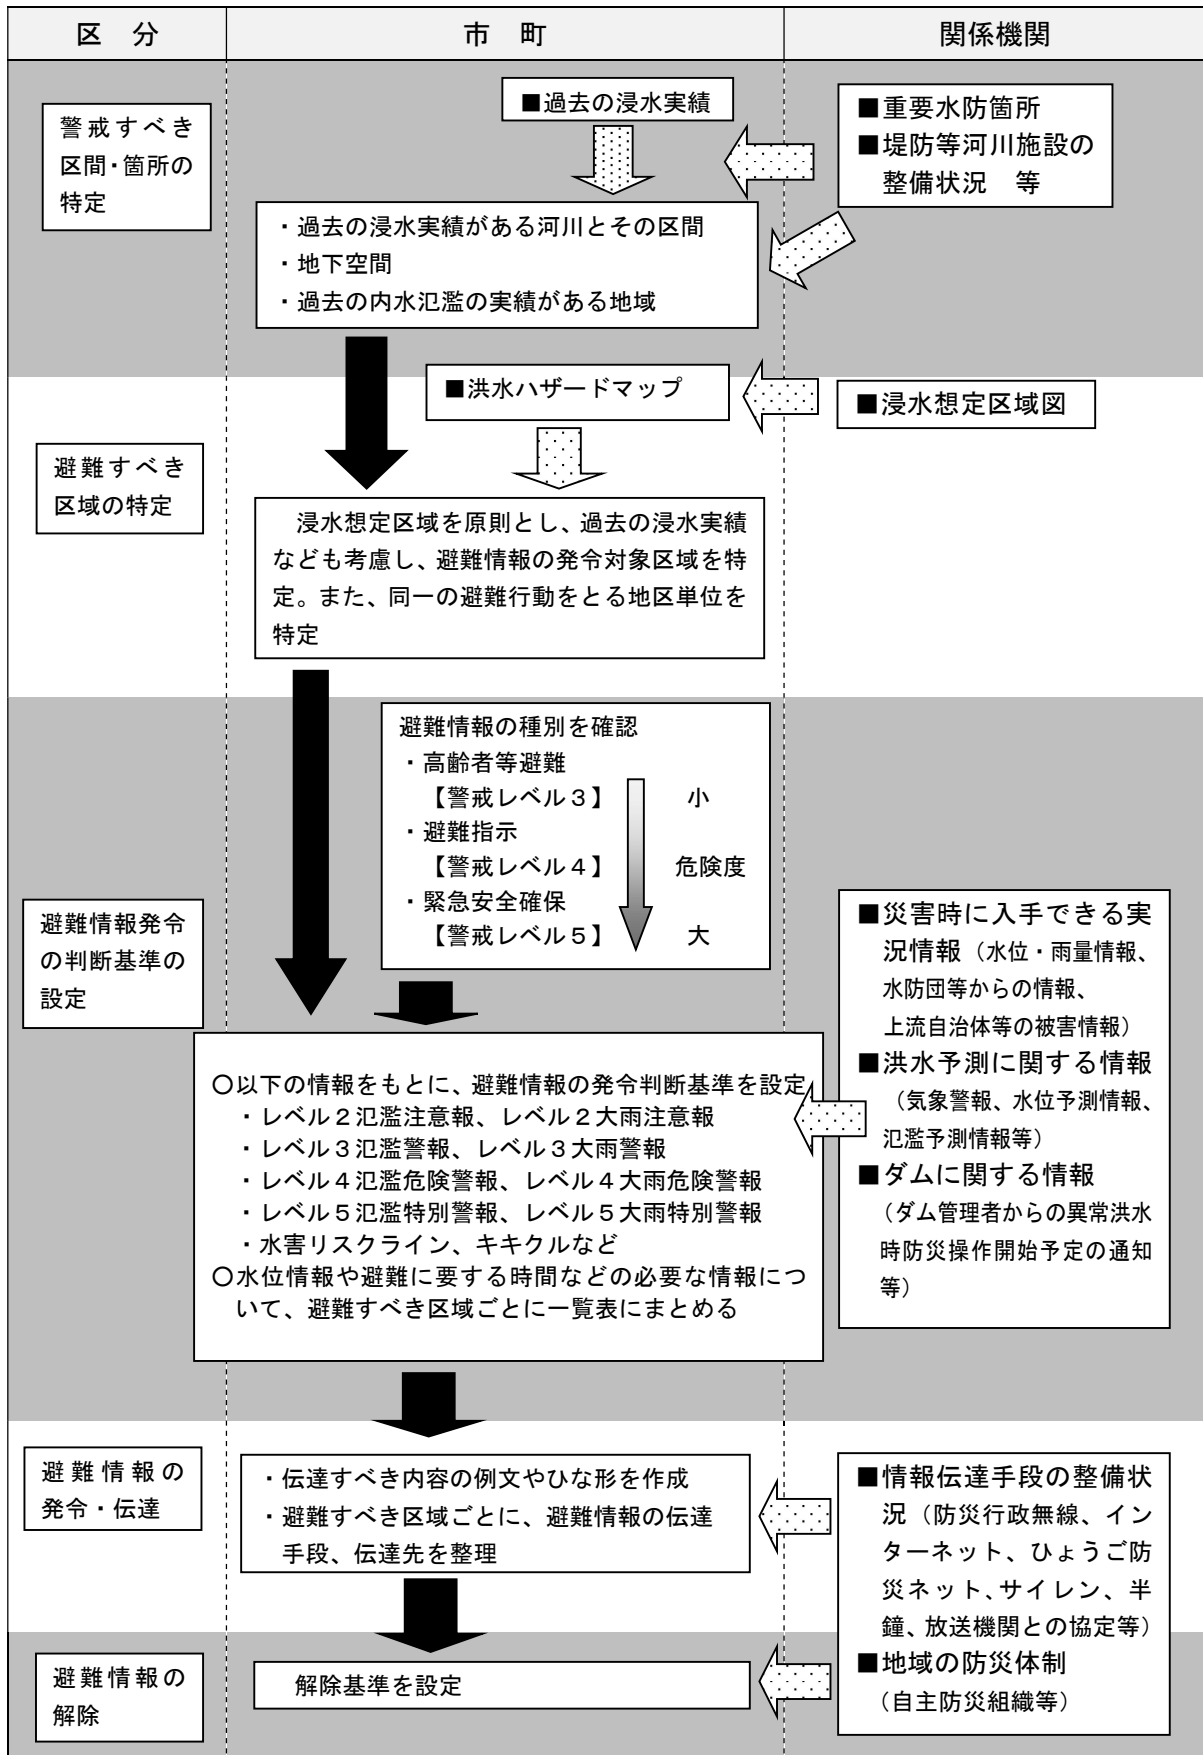 区　分
市　町
関係機関
警戒すべき
区間・箇所の
特定
■過去の浸水実績
■重要水防箇所
■堤防等河川施設の
整備状況　等
・過去の浸水実績がある河川とその区間
・地下空間
・過去の内水氾濫の実績がある地域
避難すべき
区域の特定
■洪水ハザードマップ
■浸水想定区域図
浸水想定区域を原則とし、過去の浸水実績
なども考慮し、避難情報の発令対象区域を特
定。また、同一の避難行動をとる地区単位を
特定
避難情報発令
の判断基準の
設定
避難情報の種別を確認
・高齢者等避難
【警戒レベル３】　小
・避難指示
【警戒レベル４】　危険度
・緊急安全確保
【警戒レベル５】　大
〇以下の情報をもとに、避難情報の発令判断基準を設定
・レベル２氾濫注意報、レベル２大雨注意報
・レベル３氾濫警報、レベル３大雨警報
・レベル４氾濫危険警報、レベル４大雨危険警報
・レベル５氾濫特別警報、レベル５大雨特別警報
・水害リスクライン、キキクルなど
〇水位情報や避難に要する時間などの必要な情報につ
いて、避難すべき区域ごとに一覧表にまとめる
■災害時に入手できる実
況情報（水位・雨量情報、
水防団等からの情報、
上流自治体等の被害情報）
■洪水予測に関する情報
（気象警報、水位予測情報、
氾濫予測情報等）
■ダムに関する情報
（ダム管理者からの異常洪水
時防災操作開始予定の通知
等）
避難情報の
発令・伝達
・伝達すべき内容の例文やひな形を作成
・避難すべき区域ごとに、避難情報の伝達
手段、伝達先を整理
■情報伝達手段の整備状
況（防災行政無線、イン
ターネット、ひょうご防
災ネット、サイレン、半
鐘、放送機関との協定等）
■地域の防災体制
（自主防災組織等）
避難情報の
解除
解除基準を設定